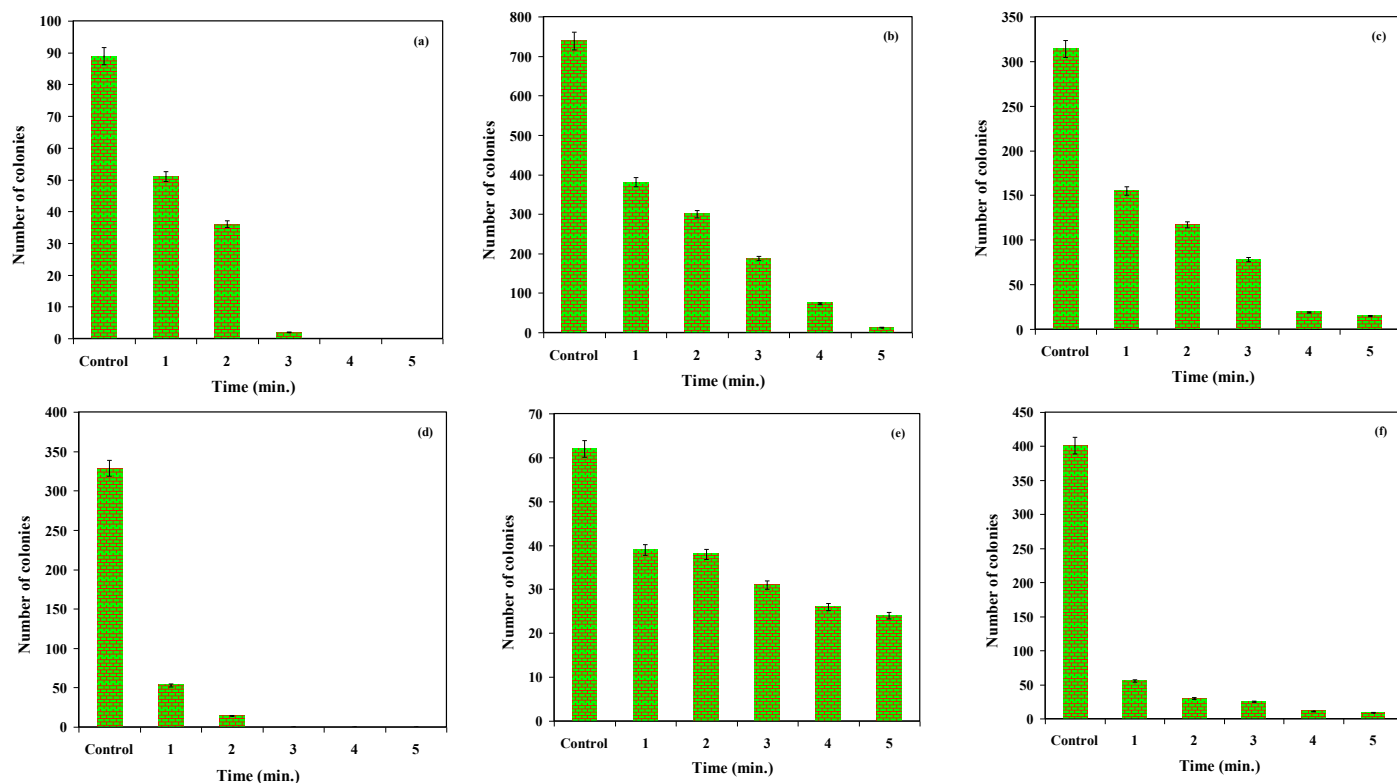 (a)
Number of colonies
100
90
80
70
60
50
40
30
20
10
0
Control 1 2 3 4 5
Time (min.)
(b)
Number of colonies
800
700
600
500
400
300
200
100
0
Control 1 2 3 4 5
Time (min.)
(c)
Number of colonies
350
300
250
200
150
100
50
0
Control 1 2 3 4 5
Time (min.)
(d)
Number of colonies
400
350
300
250
200
150
100
50
0
Control 1 2 3 4 5
Time (min.)
(e)
Number of colonies
70
60
50
40
30
20
10
0
Control 1 2 3 4 5
Time (min.)
(f)
Number of colonies
450
400
350
300
250
200
150
100
50
0
Control 1 2 3 4 5
Time (min.)